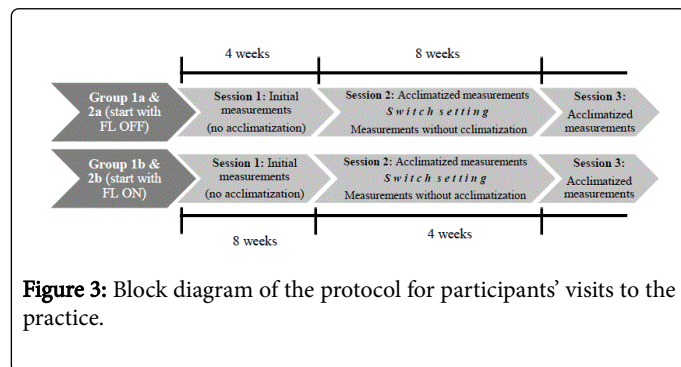 4 weeks 8 weeks
Group 1a &
2a (start with
FL OFF)
Session 1: Initial
measurements
(no acclimatization)
Session 2: Acclimatized measurements
Switch setting
Measurements without cclimatization
Session 3:
Acclimatized
measurements
Group 1b &
2b (start with
FL ON)
Session 1: Initial
measurements
(no acclimatization)
Session 2: Acclimatized measurements
Switch setting
Measurements without acclimatization
Session 3:
Acclimatized
measurements
8 weeks 4 weeks
Figure 3: Block diagram of the protocol for participants’ visits to the
practice.